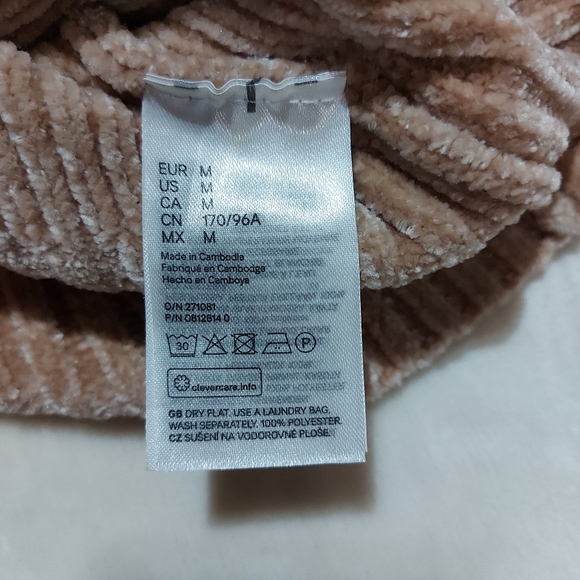 EUR M
US M
CA M
CN 170/96A
MX M
Made in Cambodia
Fabriqué en Cambodge
Hecho en Camboya
O/N 271081
P/N 0812814 0
30 P
clevercare.info
GB DRY FLAT. USE A LAUNDRY BAG.
WASH SEPARATELY. 100% POLYESTER.
CZ SUŠENÍ NA VODOROVNÉ PLOŠE.